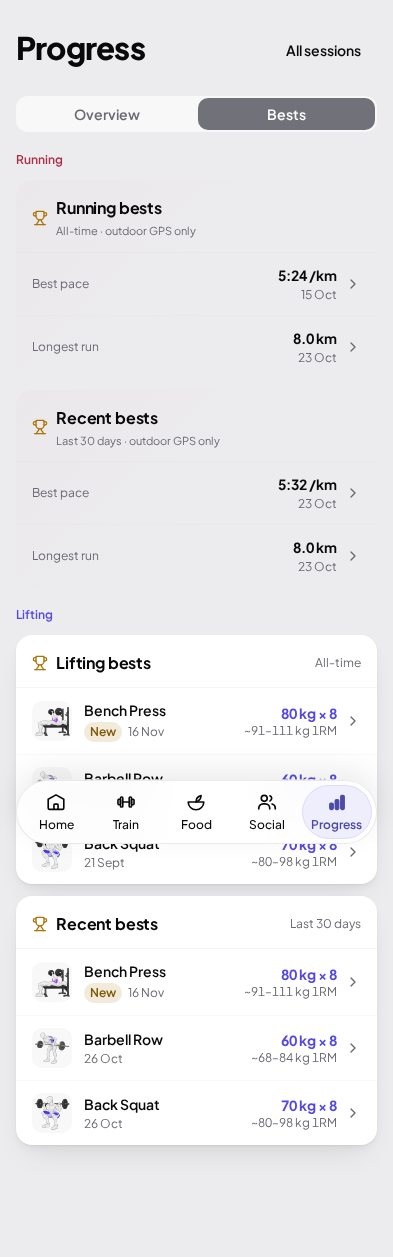 Progress
All sessions
Overview
Bests
Running
Running bests
All-time · outdoor GPS only
Best pace
5:24 /km
15 Oct
Longest run
8.0 km
23 Oct
Recent bests
Last 30 days · outdoor GPS only
Best pace
5:32 /km
23 Oct
Longest run
8.0 km
23 Oct
Lifting
Lifting bests
All-time
Bench Press
New 16 Nov
80 kg × 8
~91–111 kg 1RM
Barbell Row
60 kg × 8
Home
Train
Food
Social
Progress
Back Squat
21 Sept
70 kg × 8
~80–98 kg 1RM
Recent bests
Last 30 days
Bench Press
New 16 Nov
80 kg × 8
~91–111 kg 1RM
Barbell Row
26 Oct
60 kg × 8
~68–84 kg 1RM
Back Squat
26 Oct
70 kg × 8
~80–98 kg 1RM